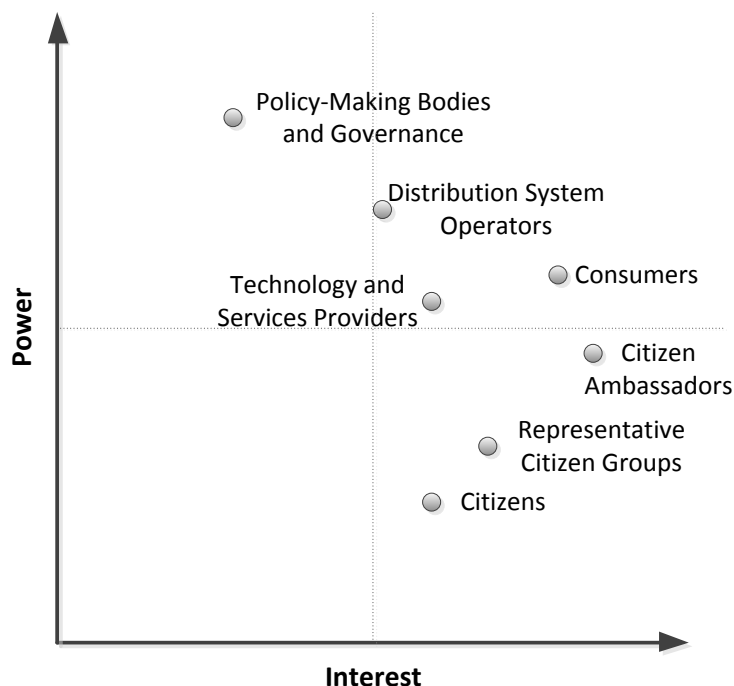 Policy-Making Bodies
and Governance
Distribution System
Operators
Technology and
Services Providers
Consumers
Power
Citizen
Ambassadors
Representative
Citizen Groups
Citizens
Interest